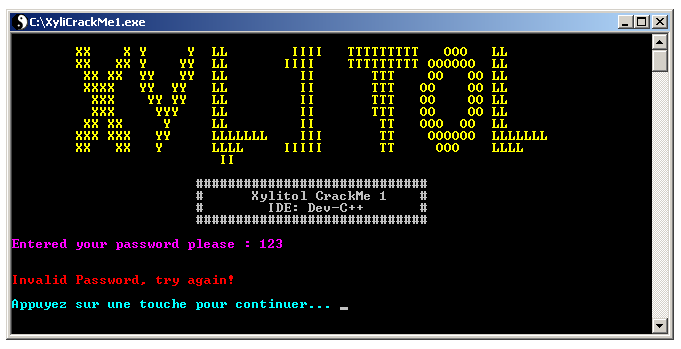 C:\XyliCrackMe1.exe
XX    XX Y     Y  LL        IIII   TTTTTTTTT   OOO   LL
XX   XX Y    YY  LL       IIII    TTTTTTTTT OOOOOO  LL
XX XX  YY   YY  LL         II       TTT    OO   OO LL
XXXX   YY  YY   LL         II       TTT   OO     OO LL
XXX    YY YY   LL         II       TTT   OO     OO LL
XXX     YYY    LL         II       TTT   OO     OO LL
XX XX     Y     LL         II       TT    OOO  OO  LL
XXX XXX   YY     LLLLLLL    III       TT    OOOOOO  LLLLLLL
XX   XX   Y      LLLL     IIIII       TT     OOO    LLLL
II
#############################
#      Xylitol CrackMe 1    #
#        IDE: Dev-C++       #
#############################
Entered your password please : 123
Invalid Password, try again!
Appuyez sur une touche pour continuer... _